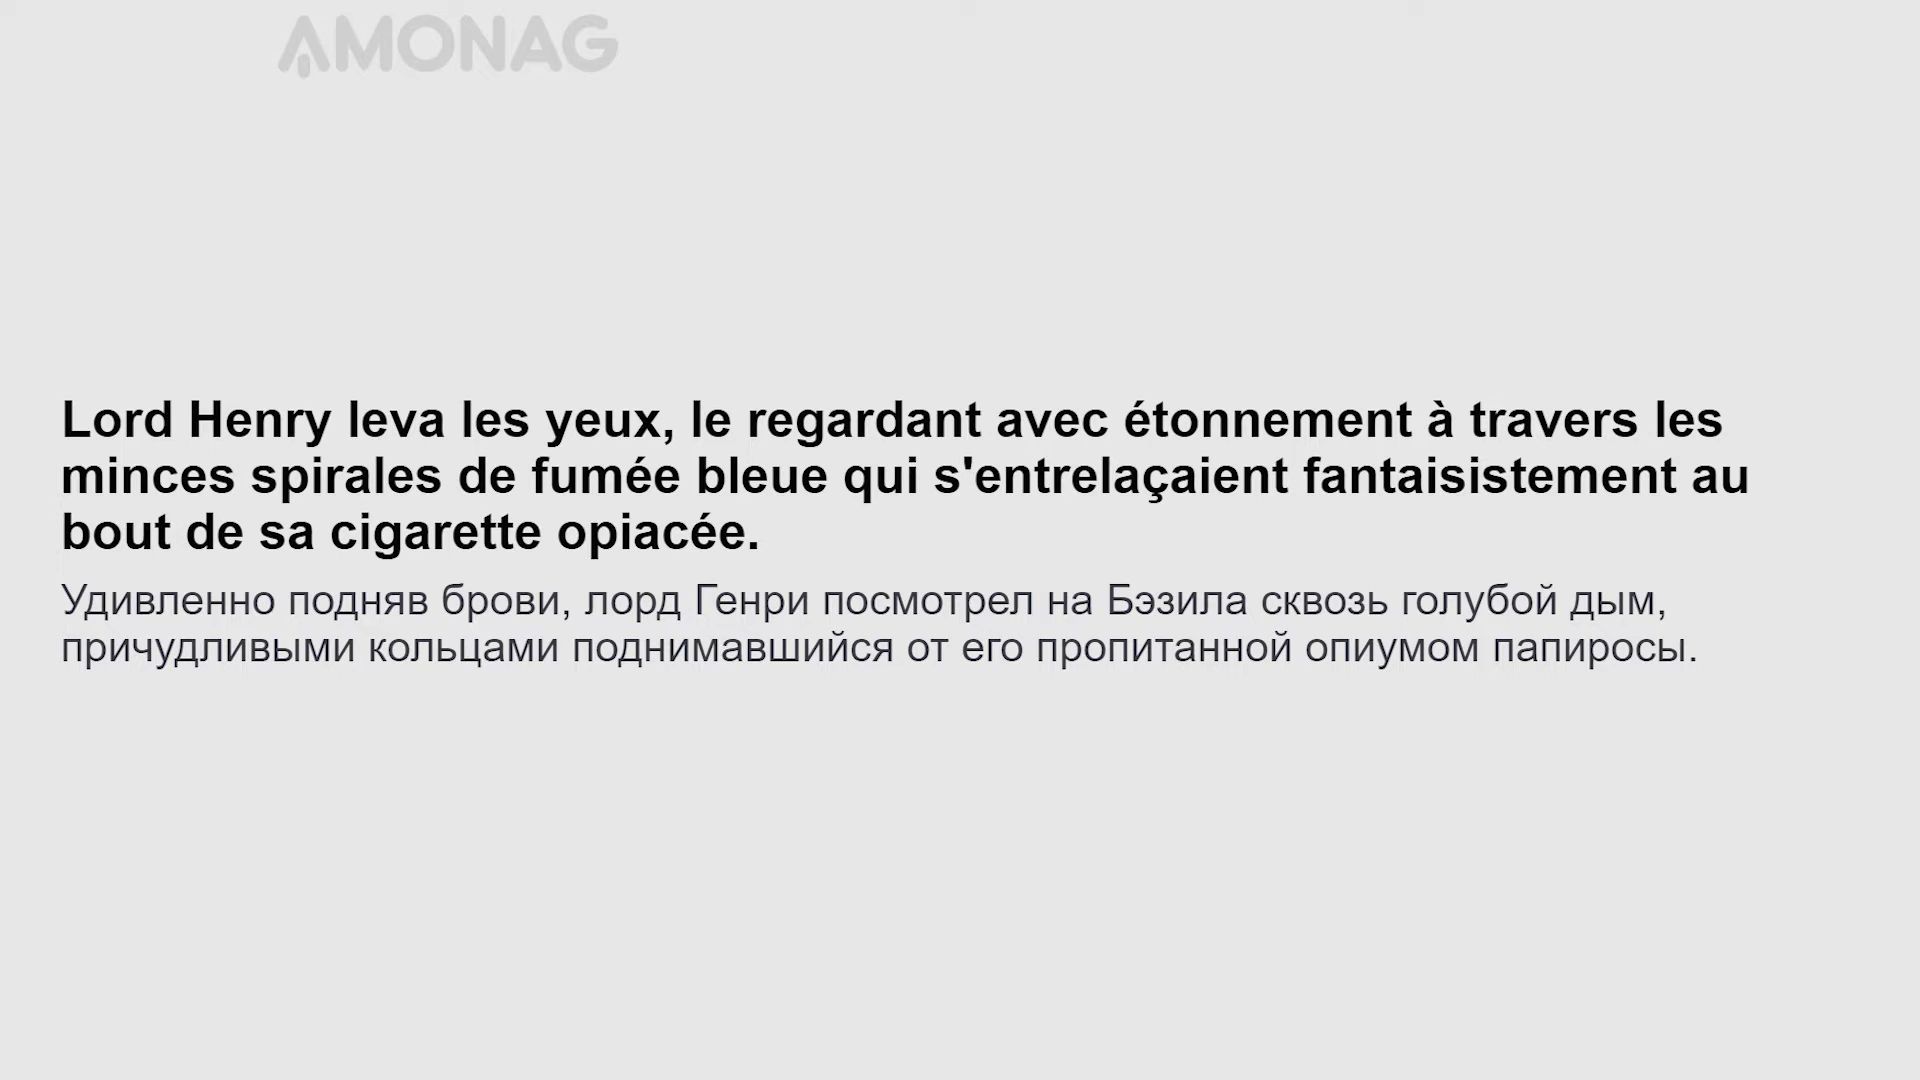 AMONAG
Lord Henry leva les yeux, le regardant avec étonnement à travers les
minces spirales de fumée bleue qui s'entrelaçaient fantaisistement au
bout de sa cigarette opiacée.
Удивленно подняв брови, лорд Генри посмотрел на Бэзила сквозь голубой дым,
причудливыми кольцами поднимавшийся от его пропитанной опиумом папиросы.